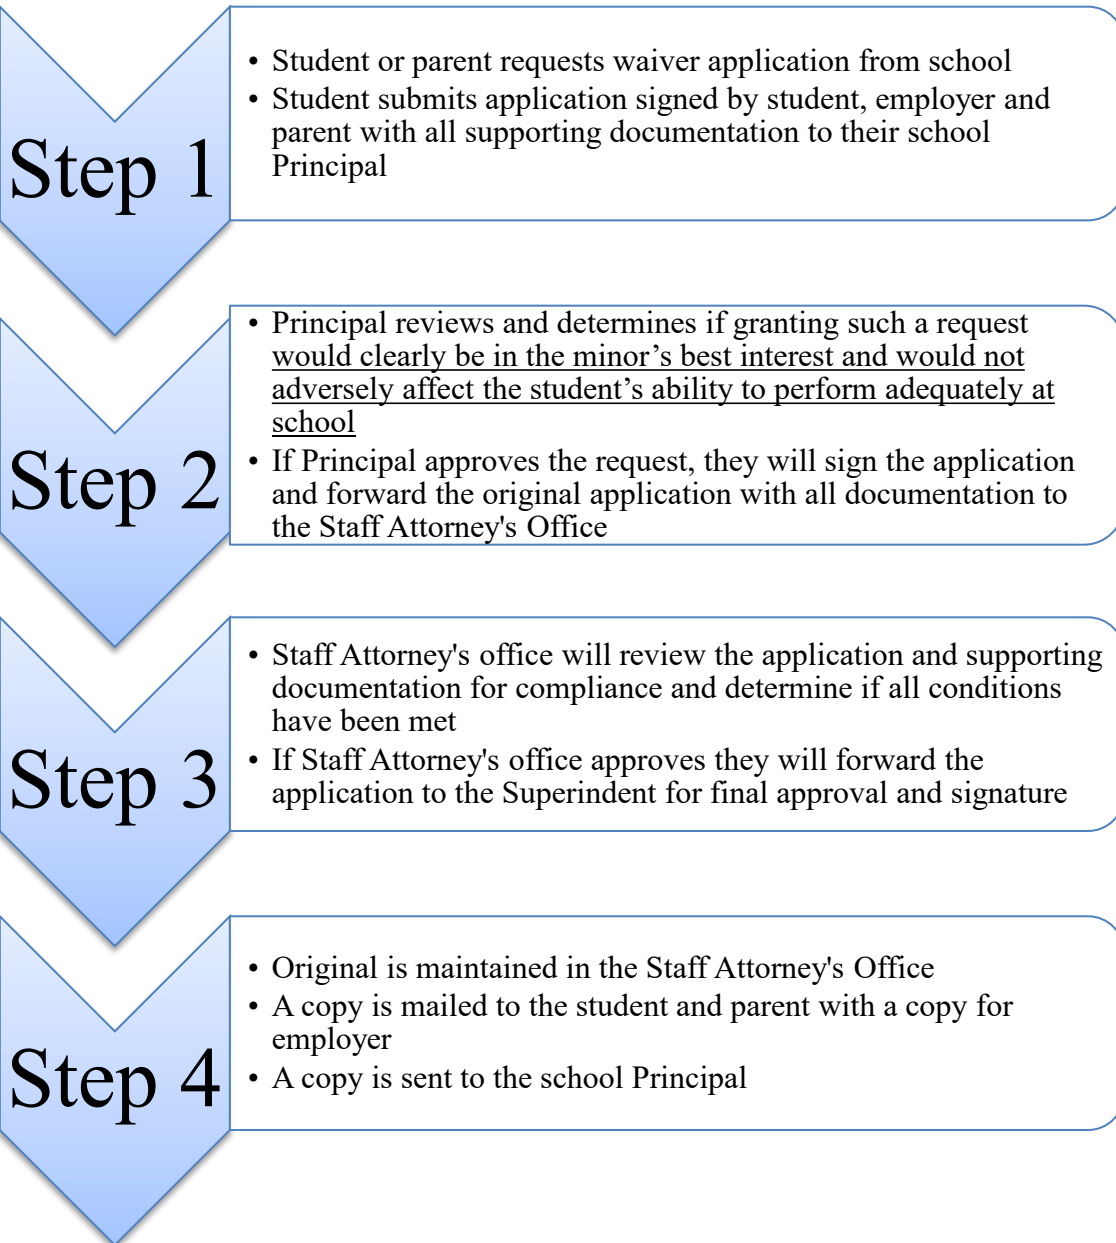 Step 1
• Student or parent requests waiver application from school
• Student submits application signed by student, employer and
parent with all supporting documentation to their school
Principal
Step 2
• Principal reviews and determines if granting such a request
would clearly be in the minor’s best interest and would not
adversely affect the student’s ability to perform adequately at
school
• If Principal approves the request, they will sign the application
and forward the original application with all documentation to
the Staff Attorney's Office
Step 3
• Staff Attorney's office will review the application and supporting
documentation for compliance and determine if all conditions
have been met
• If Staff Attorney's office approves they will forward the
application to the Superindent for final approval and signature
Step 4
• Original is maintained in the Staff Attorney's Office
• A copy is mailed to the student and parent with a copy for
employer
• A copy is sent to the school Principal